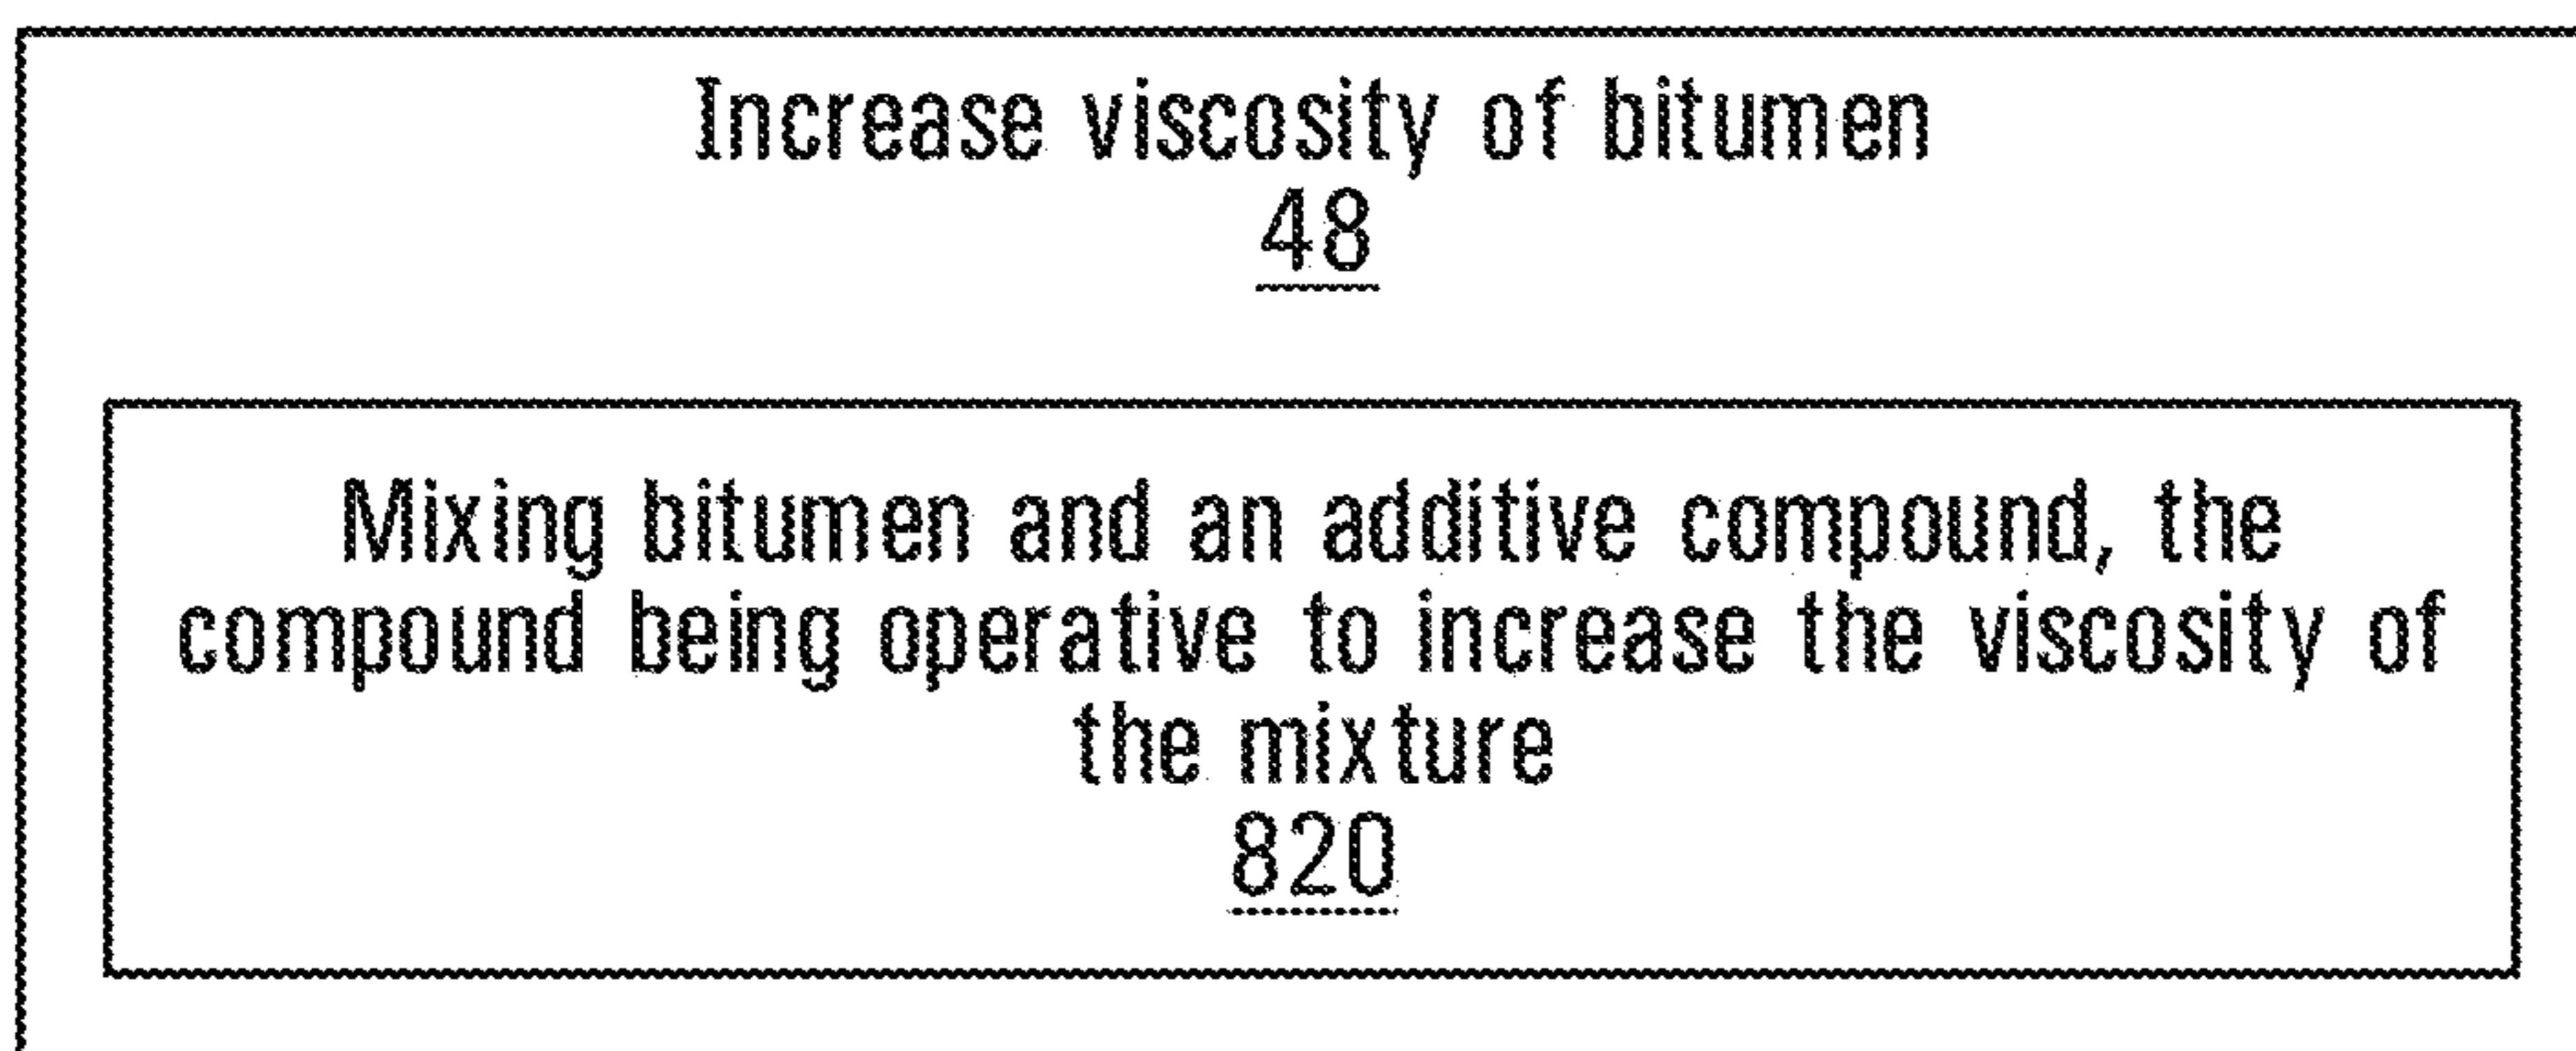 Increase viscosity of bitumen
48
Mixing bitumen and an additive compound, the
compound being operative to increase the viscosity of
the mixture
820